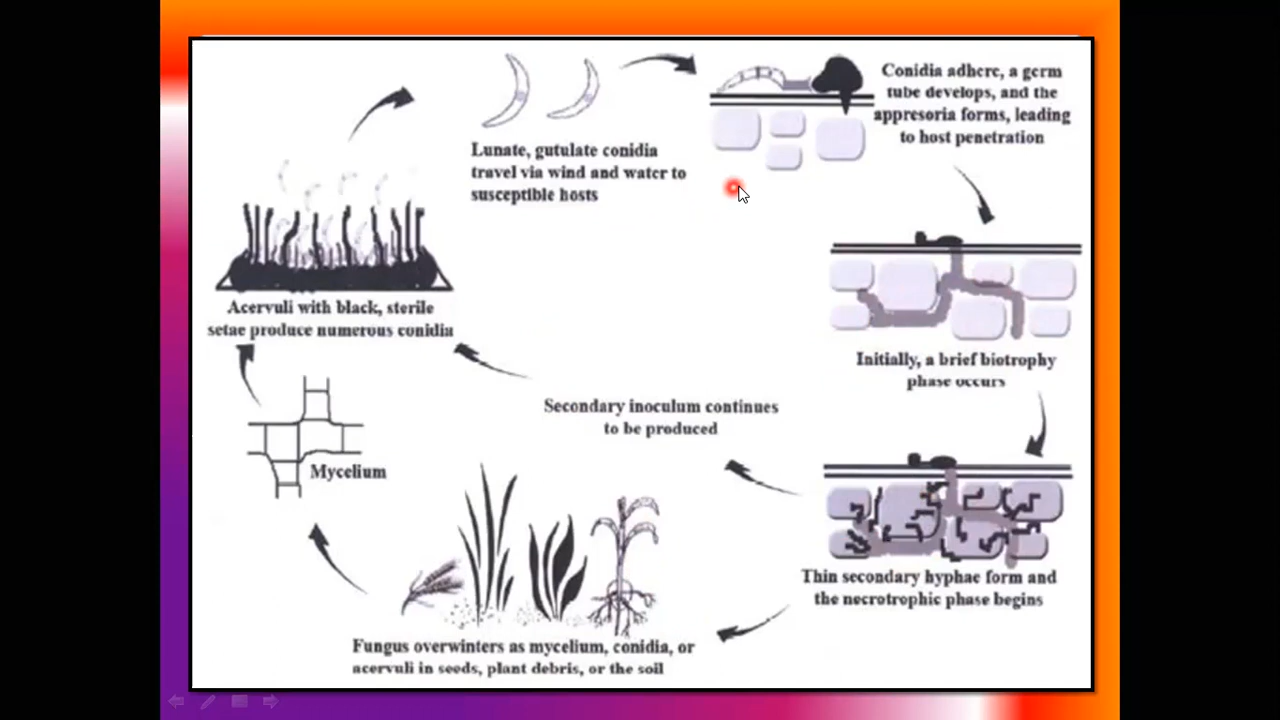 Conidia adhere, a germ
tube develops, and the
appresoria forms, leading
to host penetration
Lunate, gutulate conidia
travel via wind and water to
susceptible hosts
Acervuli with black, sterile
setae produce numerous conidia
Initially, a brief biotrophy
phase occurs
Secondary inoculum continues
to be produced
Mycelium
Thin secondary hyphae form and
the necrotrophic phase begins
Fungus overwinters as mycelium, conidia, or
acervuli in seeds, plant debris, or the soil